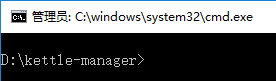 管理员: C:\windows\system32\cmd.exe
D:\kettle-manager>